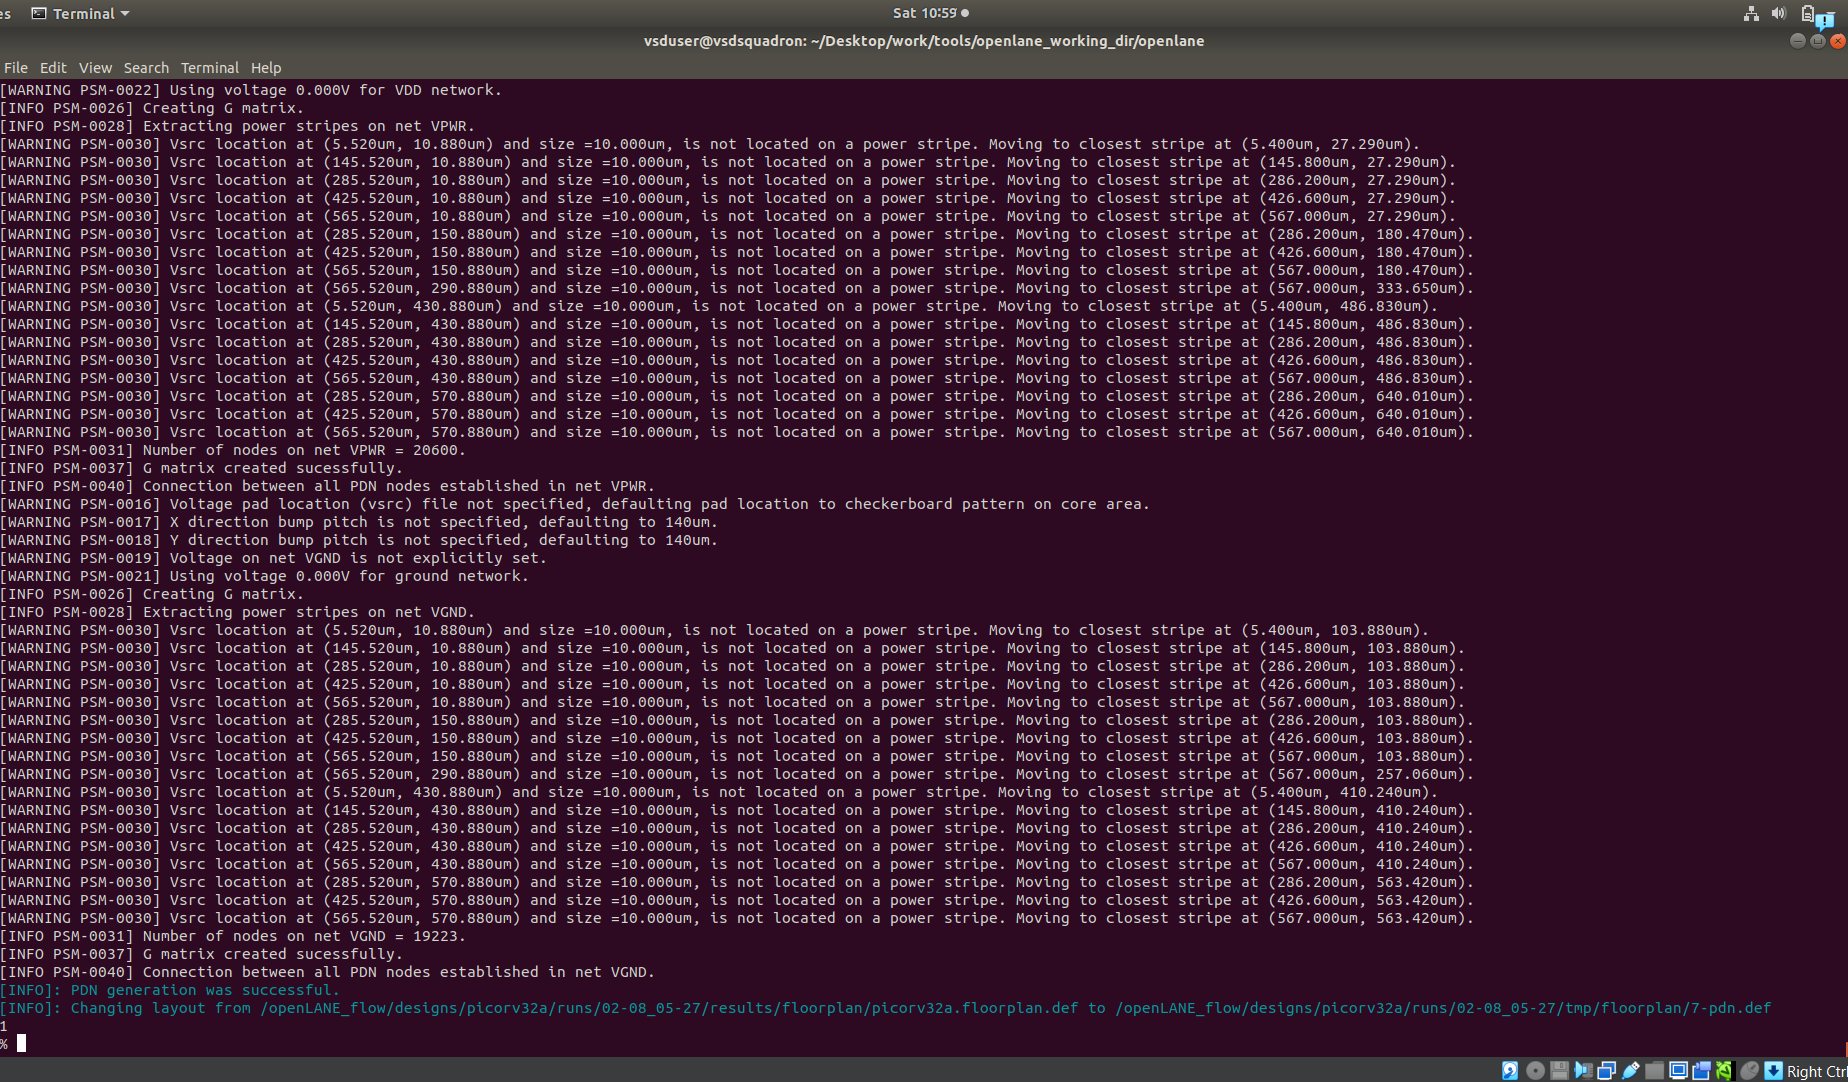 es Terminal Sat 10:59
vsduser@vsdsquadron: ~/Desktop/work/tools/openlane_working_dir/openlane
File Edit View Search Terminal Help
[WARNING PSM-0022] Using voltage 0.000V for VDD network.
[INFO PSM-0026] Creating G matrix.
[INFO PSM-0028] Extracting power stripes on net VPWR.
[WARNING PSM-0030] Vsrc location at (5.520um, 10.880um) and size =10.000um, is not located on a power stripe. Moving to closest stripe at (5.400um, 27.290um).
[WARNING PSM-0030] Vsrc location at (145.520um, 10.880um) and size =10.000um, is not located on a power stripe. Moving to closest stripe at (145.800um, 27.290um).
[WARNING PSM-0030] Vsrc location at (285.520um, 10.880um) and size =10.000um, is not located on a power stripe. Moving to closest stripe at (286.200um, 27.290um).
[WARNING PSM-0030] Vsrc location at (425.520um, 10.880um) and size =10.000um, is not located on a power stripe. Moving to closest stripe at (426.600um, 27.290um).
[WARNING PSM-0030] Vsrc location at (565.520um, 10.880um) and size =10.000um, is not located on a power stripe. Moving to closest stripe at (567.000um, 27.290um).
[WARNING PSM-0030] Vsrc location at (285.520um, 150.880um) and size =10.000um, is not located on a power stripe. Moving to closest stripe at (286.200um, 180.470um).
[WARNING PSM-0030] Vsrc location at (425.520um, 150.880um) and size =10.000um, is not located on a power stripe. Moving to closest stripe at (426.600um, 180.470um).
[WARNING PSM-0030] Vsrc location at (565.520um, 150.880um) and size =10.000um, is not located on a power stripe. Moving to closest stripe at (567.000um, 180.470um).
[WARNING PSM-0030] Vsrc location at (565.520um, 290.880um) and size =10.000um, is not located on a power stripe. Moving to closest stripe at (567.000um, 333.650um).
[WARNING PSM-0030] Vsrc location at (5.520um, 430.880um) and size =10.000um, is not located on a power stripe. Moving to closest stripe at (5.400um, 486.830um).
[WARNING PSM-0030] Vsrc location at (145.520um, 430.880um) and size =10.000um, is not located on a power stripe. Moving to closest stripe at (145.800um, 486.830um).
[WARNING PSM-0030] Vsrc location at (285.520um, 430.880um) and size =10.000um, is not located on a power stripe. Moving to closest stripe at (286.200um, 486.830um).
[WARNING PSM-0030] Vsrc location at (425.520um, 430.880um) and size =10.000um, is not located on a power stripe. Moving to closest stripe at (426.600um, 486.830um).
[WARNING PSM-0030] Vsrc location at (565.520um, 430.880um) and size =10.000um, is not located on a power stripe. Moving to closest stripe at (567.000um, 486.830um).
[WARNING PSM-0030] Vsrc location at (285.520um, 570.880um) and size =10.000um, is not located on a power stripe. Moving to closest stripe at (286.200um, 640.010um).
[WARNING PSM-0030] Vsrc location at (425.520um, 570.880um) and size =10.000um, is not located on a power stripe. Moving to closest stripe at (426.600um, 640.010um).
[WARNING PSM-0030] Vsrc location at (565.520um, 570.880um) and size =10.000um, is not located on a power stripe. Moving to closest stripe at (567.000um, 640.010um).
[INFO PSM-0031] Number of nodes on net VPWR = 20600.
[INFO PSM-0037] G matrix created sucessfully.
[INFO PSM-0040] Connection between all PDN nodes established in net VPWR.
[WARNING PSM-0016] Voltage pad location (vsrc) file not specified, defaulting pad location to checkerboard pattern on core area.
[WARNING PSM-0017] X direction bump pitch is not specified, defaulting to 140um.
[WARNING PSM-0018] Y direction bump pitch is not specified, defaulting to 140um.
[WARNING PSM-0019] Voltage on net VGND is not explicitly set.
[WARNING PSM-0021] Using voltage 0.000V for ground network.
[INFO PSM-0026] Creating G matrix.
[INFO PSM-0028] Extracting power stripes on net VGND.
[WARNING PSM-0030] Vsrc location at (5.520um, 10.880um) and size =10.000um, is not located on a power stripe. Moving to closest stripe at (5.400um, 103.880um).
[WARNING PSM-0030] Vsrc location at (145.520um, 10.880um) and size =10.000um, is not located on a power stripe. Moving to closest stripe at (145.800um, 103.880um).
[WARNING PSM-0030] Vsrc location at (285.520um, 10.880um) and size =10.000um, is not located on a power stripe. Moving to closest stripe at (286.200um, 103.880um).
[WARNING PSM-0030] Vsrc location at (425.520um, 10.880um) and size =10.000um, is not located on a power stripe. Moving to closest stripe at (426.600um, 103.880um).
[WARNING PSM-0030] Vsrc location at (565.520um, 10.880um) and size =10.000um, is not located on a power stripe. Moving to closest stripe at (567.000um, 103.880um).
[WARNING PSM-0030] Vsrc location at (285.520um, 150.880um) and size =10.000um, is not located on a power stripe. Moving to closest stripe at (286.200um, 103.880um).
[WARNING PSM-0030] Vsrc location at (425.520um, 150.880um) and size =10.000um, is not located on a power stripe. Moving to closest stripe at (426.600um, 103.880um).
[WARNING PSM-0030] Vsrc location at (565.520um, 150.880um) and size =10.000um, is not located on a power stripe. Moving to closest stripe at (567.000um, 103.880um).
[WARNING PSM-0030] Vsrc location at (565.520um, 290.880um) and size =10.000um, is not located on a power stripe. Moving to closest stripe at (567.000um, 257.060um).
[WARNING PSM-0030] Vsrc location at (5.520um, 430.880um) and size =10.000um, is not located on a power stripe. Moving to closest stripe at (5.400um, 410.240um).
[WARNING PSM-0030] Vsrc location at (145.520um, 430.880um) and size =10.000um, is not located on a power stripe. Moving to closest stripe at (145.800um, 410.240um).
[WARNING PSM-0030] Vsrc location at (285.520um, 430.880um) and size =10.000um, is not located on a power stripe. Moving to closest stripe at (286.200um, 410.240um).
[WARNING PSM-0030] Vsrc location at (425.520um, 430.880um) and size =10.000um, is not located on a power stripe. Moving to closest stripe at (426.600um, 410.240um).
[WARNING PSM-0030] Vsrc location at (565.520um, 430.880um) and size =10.000um, is not located on a power stripe. Moving to closest stripe at (567.000um, 410.240um).
[WARNING PSM-0030] Vsrc location at (285.520um, 570.880um) and size =10.000um, is not located on a power stripe. Moving to closest stripe at (286.200um, 563.420um).
[WARNING PSM-0030] Vsrc location at (425.520um, 570.880um) and size =10.000um, is not located on a power stripe. Moving to closest stripe at (426.600um, 563.420um).
[WARNING PSM-0030] Vsrc location at (565.520um, 570.880um) and size =10.000um, is not located on a power stripe. Moving to closest stripe at (567.000um, 563.420um).
[INFO PSM-0031] Number of nodes on net VGND = 19223.
[INFO PSM-0037] G matrix created sucessfully.
[INFO PSM-0040] Connection between all PDN nodes established in net VGND.
[INFO]: PDN generation was successful.
[INFO]: Changing layout from /openLANE_flow/designs/picorv32a/runs/02-08_05-27/results/floorplan/picorv32a.floorplan.def to /openLANE_flow/designs/picorv32a/runs/02-08_05-27/tmp/floorplan/7-pdn.def
1
%
Right Ctrl